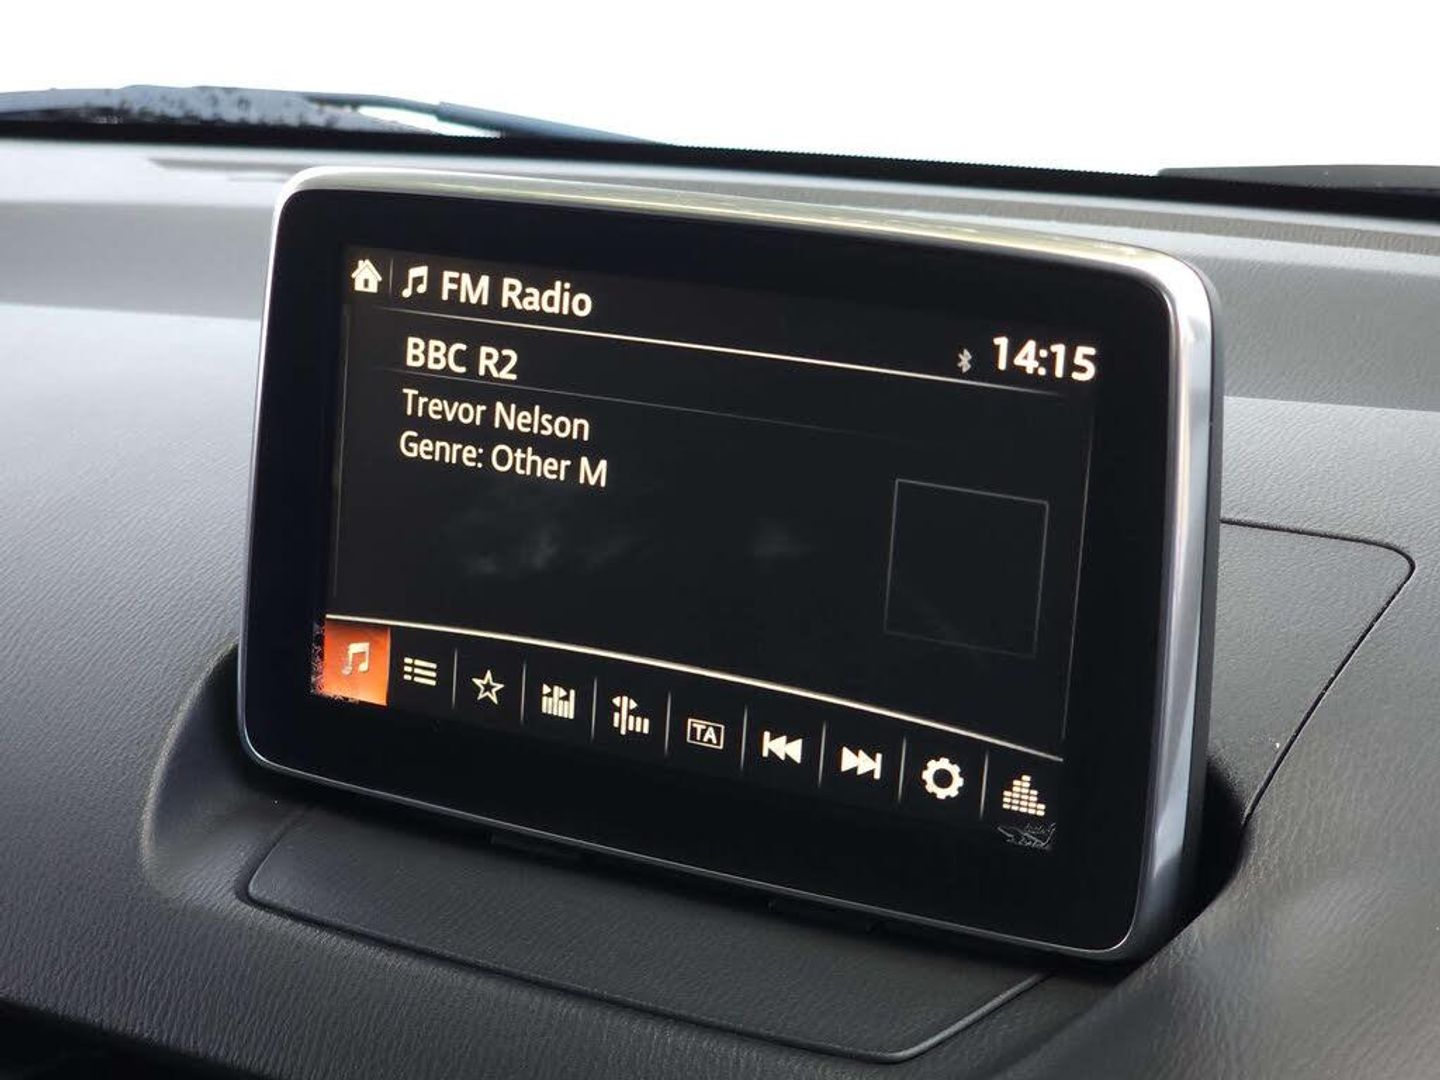 FM Radio
14:15
BBC R2
Trevor Nelson
Genre: Other M
TA